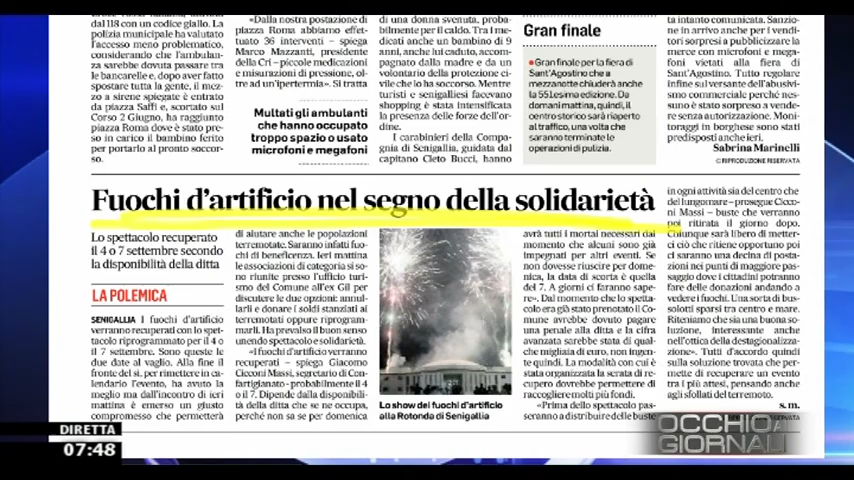 dal 118 con un codice giallo. La
polizia municipale ha valutato
l'accesso meno problematico,
considerando che l'ambulan-
za sarebbe dovuta passare tra
le bancarelle e, dopo aver fatto
spostare tutta la gente, il mez-
zo a sirene spiegate è entrato
da piazza Saffi e, scortato sul
Corso 2 Giugno, ha raggiunto
piazza Roma dove è stato pre-
so in carico il bambino ferito
per portarlo al pronto soccor-
so.
«Dalla nostra postazione di
piazza Roma abbiamo effet-
tuato 36 interventi – spiega
Marco Mazzanti, presidente
della Cri – piccole medicazioni
e misurazioni di pressione, ol-
tre ad un'ipertermia». Si tratta
Multati gli ambulanti
che hanno occupato
troppo spazio o usato
microfoni e megafoni
di una donna svenuta, proba-
bilmente per il caldo. Tra i me-
dicati anche un bambino di 9
anni, anche lui caduto, accom-
pagnato dalla madre e da un
volontario della protezione ci-
vile che lo ha soccorso. Mentre
turisti e senigalliesi facevano
shopping è stata intensificata
la presenza delle forze dell'or-
dine.
I carabinieri della Compa-
gnia di Senigallia, guidata dal
capitano Cleto Bucci, hanno
Gran finale
● Gran finale per la fiera di
Sant'Agostino che a
mezzanotte chiuderà anche
la 551esima edizione. Da
domani mattina, quindi, il
centro storico sarà riaperto
al traffico, una volta che
saranno terminate le
operazioni di pulizia.
ta intanto comunicata. Sanzio-
ne in arrivo anche per i vendi-
tori sorpresi a pubblicizzare la
merce con microfoni e mega-
foni vietati alla fiera di
Sant'Agostino. Tutto regolare
infine sul versante dell'abusivi-
smo commerciale perché nes-
suno è stato sorpreso a vende-
re senza autorizzazione. Moni-
toraggi in borghese sono stati
predisposti anche ieri.
Sabrina Marinelli
© RIPRODUZIONE RISERVATA
Fuochi d'artificio nel segno della solidarietà
Lo spettacolo recuperato
il 4 o 7 settembre secondo
la disponibilità della ditta
LA POLEMICA
SENIGALLIA I fuochi d'artificio
verranno recuperati con lo spet-
tacolo riprogrammato per il 4 o
il 7 settembre. Sono queste le
due date al vaglio. Alla fine il
fronte del sì, per rimettere in ca-
lendario l'evento, ha avuto la
meglio ma dall'incontro di ieri
mattina è emerso un giusto
compromesso che permetterà
di aiutare anche le popolazioni
terremotate. Saranno infatti fuo-
chi di beneficenza. Ieri mattina
le associazioni di categoria si so-
no riunite presso l'ufficio turi-
smo del Comune all'ex Gil per
discutere le due opzioni: annul-
larli e donare i soldi stanziati ai
terremotati oppure riprogram-
marli. Ha prevalso il buon senso
unendo spettacolo e solidarietà.
«I fuochi d'artificio verranno
recuperati – spiega Giacomo
Cicconi Massi, segretario di Con-
fartigianato - probabilmente il 4
o il 7. Dipende dalla disponibili-
tà della ditta che se ne occupa,
perché non sa se per domenica
Lo show dei fuochi d'artificio
alla Rotonda di Senigallia
avrà tutti i mortai necessari dal
momento che alcuni sono già
impegnati per altri eventi. Se
non dovesse riuscire per dome-
nica, la data di scorta è quella
del 7. A giorni ci faranno sape-
re». Dal momento che lo spetta-
colo era già stato prenotato il Co-
mune avrebbe dovuto pagare
una penale alla ditta e la cifra
avanzata sarebbe stata di qual-
che migliaia di euro, non ingen-
te quindi. La modalità con cui è
stata organizzata la serata di re-
cupero dovrebbe permettere di
raccogliere molti più fondi.
«Prima dello spettacolo pas-
seranno a distribuire delle buste
in ogni attività sia del centro che
del lungomare – prosegue Cicco-
ni Massi – buste che verranno
poi ritirata il giorno dopo.
Chiunque sarà libero di metter-
ci ciò che ritiene opportuno poi
ci saranno una decina di posta-
zioni nei punti di maggiore pas-
saggio dove i cittadini potranno
fare delle donazioni andando a
vedere i fuochi. Una sorta di bus-
solotti sparsi tra centro e mare.
Riteniamo che sia una buona so-
luzione, interessante anche
nell'ottica della destagionalizza-
zione». Tutti d'accordo quindi
sulla soluzione trovata che per-
mette di recuperare un evento
tra i più attesi, pensando anche
agli sfollati del terremoto.
s. m.
DIRETTA
07:48
OCCHIO AI
GIORNALI